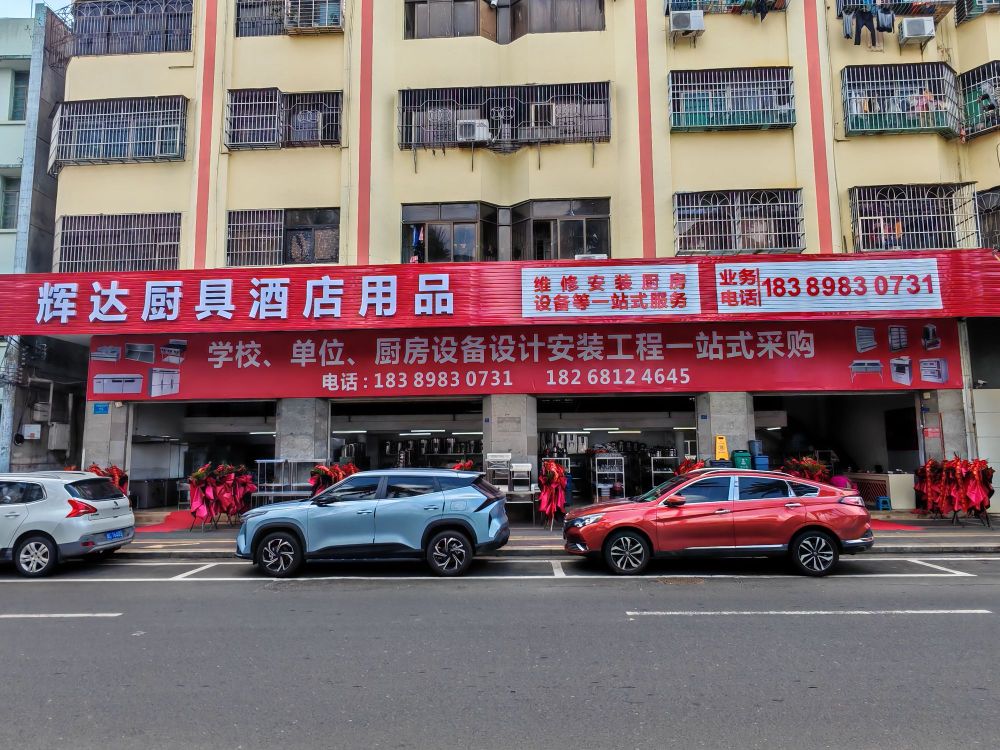 辉达厨具酒店用品
维修安装厨房
设备等一站式服务
业务
电话
183 8983 0731
学校、单位、厨房设备设计安装工程一站式采购
电话:183 8983 0731 182 6812 4645